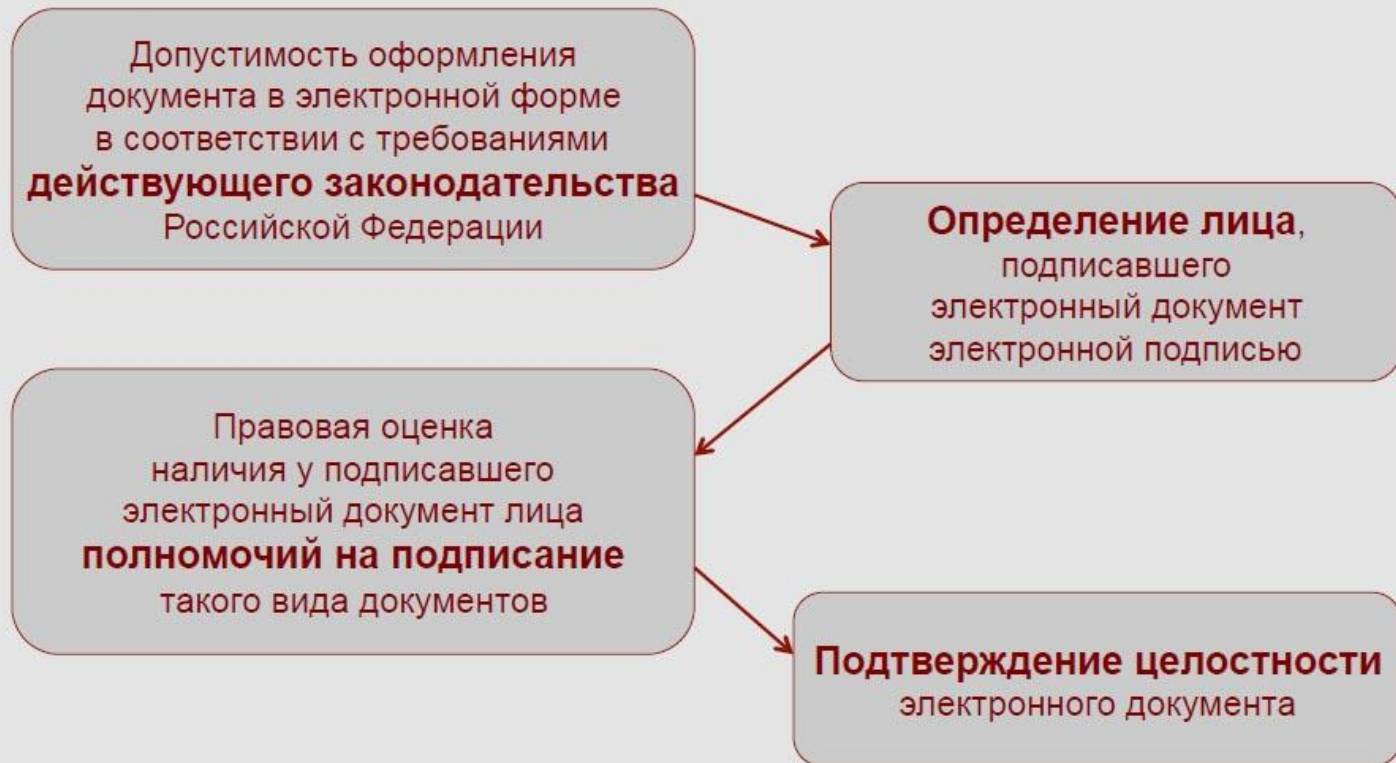 Допустимость оформления
документа в электронной форме
в соответствии с требованиями
действующего законодательства
Российской Федерации
Определение лица,
подписавшего
электронный документ
электронной подписью
Правовая оценка
наличия у подписавшего
электронный документ лица
полномочий на подписание
такого вида документов
Подтверждение целостности
электронного документа